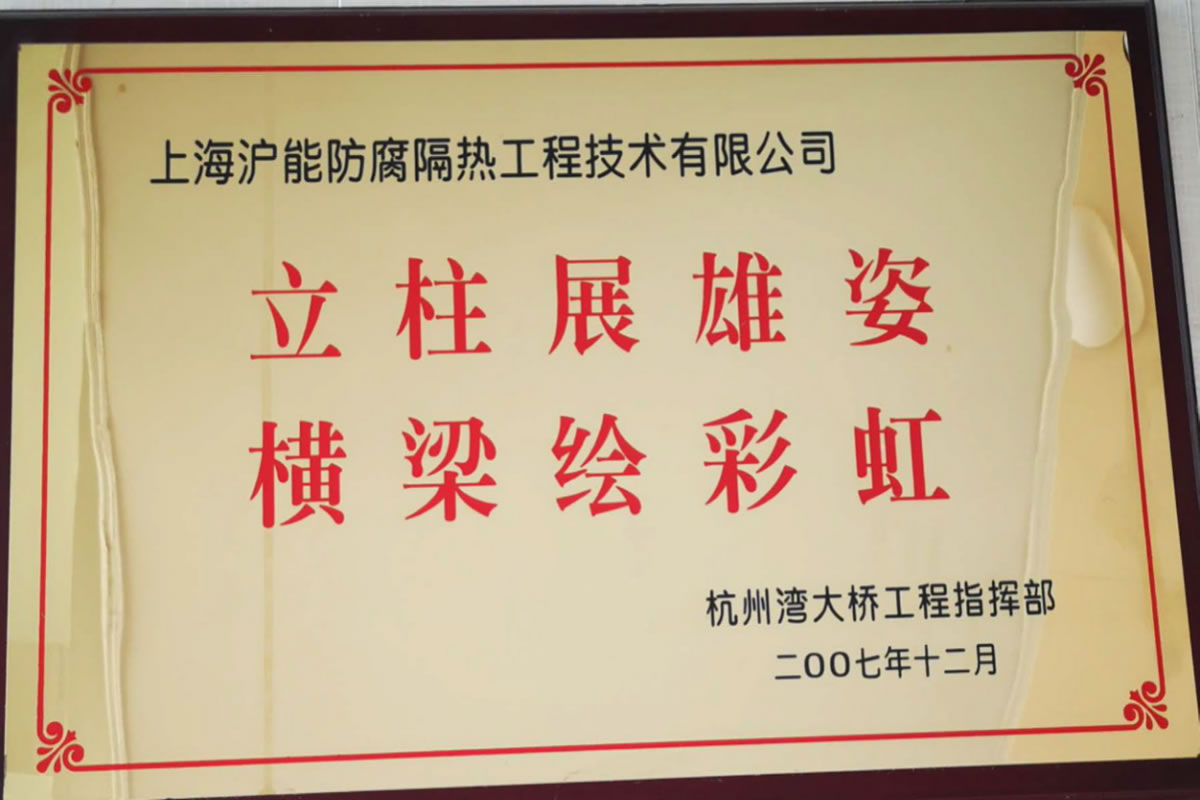 上海沪能防腐隔热工程技术有限公司
立柱展雄姿
横梁绘彩虹
杭州湾大桥工程指挥部
二OO七年十二月